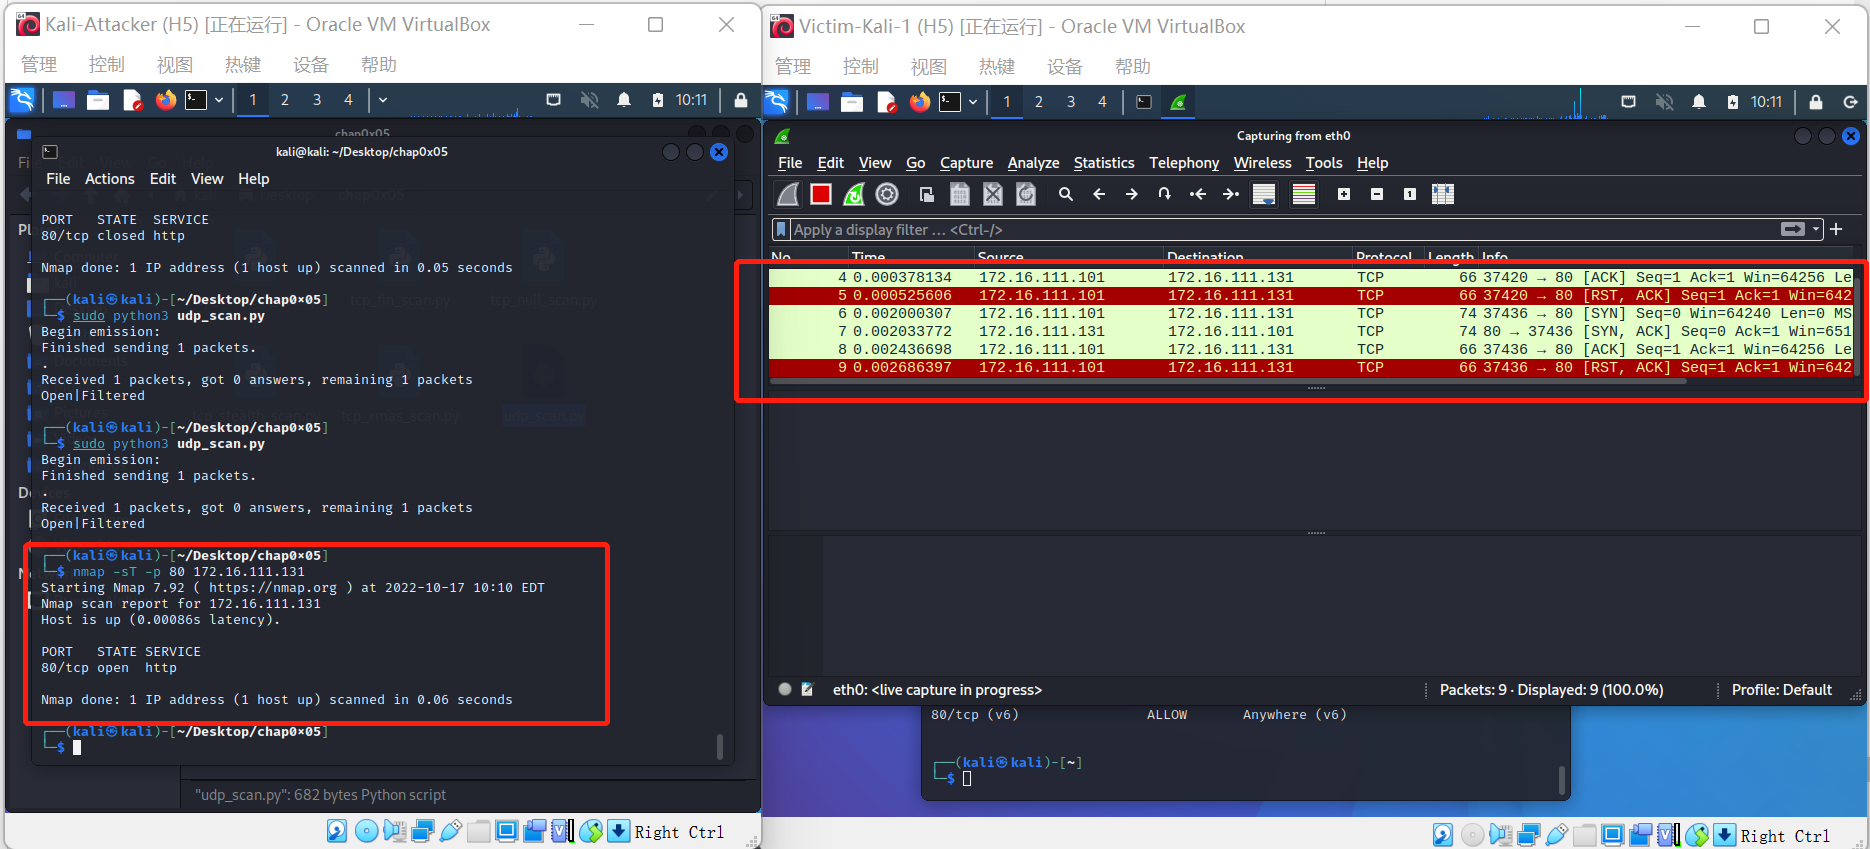 Kali-Attacker (H5) [正在运行] - Oracle VM VirtualBox
管理 控制 视图 热键 设备 帮助
1 2 3 4 10:11
chap0x05
kali@kali: ~/Desktop/chap0x05
File Actions Edit View Help
PORT STATE SERVICE
80/tcp closed http
Nmap done: 1 IP address (1 host up) scanned in 0.05 seconds
┌──(kali㉿kali)-[~/Desktop/chap0×05]
└─$ sudo python3 udp_scan.py
Begin emission:
Finished sending 1 packets.
.
Received 1 packets, got 0 answers, remaining 1 packets
Open|Filtered
┌──(kali㉿kali)-[~/Desktop/chap0×05]
└─$ sudo python3 udp_scan.py
Begin emission:
Finished sending 1 packets.
.
Received 1 packets, got 0 answers, remaining 1 packets
Open|Filtered
┌──(kali㉿kali)-[~/Desktop/chap0×05]
└─$ nmap -sT -p 80 172.16.111.131
Starting Nmap 7.92 ( https://nmap.org ) at 2022-10-17 10:10 EDT
Nmap scan report for 172.16.111.131
Host is up (0.00086s latency).
PORT STATE SERVICE
80/tcp open http
Nmap done: 1 IP address (1 host up) scanned in 0.06 seconds
┌──(kali㉿kali)-[~/Desktop/chap0×05]
└─$
"udp_scan.py": 682 bytes Python script
Right Ctrl
Victim-Kali-1 (H5) [正在运行] - Oracle VM VirtualBox
管理 控制 视图 热键 设备 帮助
1 2 3 4 10:11
Capturing from eth0
File Edit View Go Capture Analyze Statistics Telephony Wireless Tools Help
Apply a display filter … <Ctrl-/>
No. Time Source Destination Protocol Length Info
4 0.000378134 172.16.111.101 172.16.111.131 TCP 66 37420 → 80 [ACK] Seq=1 Ack=1 Win=64256 Le
5 0.000525606 172.16.111.101 172.16.111.131 TCP 66 37420 → 80 [RST, ACK] Seq=1 Ack=1 Win=642
6 0.002000307 172.16.111.101 172.16.111.131 TCP 74 37436 → 80 [SYN] Seq=0 Win=64240 Len=0 MS
7 0.002033772 172.16.111.131 172.16.111.101 TCP 74 80 → 37436 [SYN, ACK] Seq=0 Ack=1 Win=651
8 0.002436698 172.16.111.101 172.16.111.131 TCP 66 37436 → 80 [ACK] Seq=1 Ack=1 Win=64256 Le
9 0.002686397 172.16.111.101 172.16.111.131 TCP 66 37436 → 80 [RST, ACK] Seq=1 Ack=1 Win=642
eth0: <live capture in progress> Packets: 9 · Displayed: 9 (100.0%) Profile: Default
80/tcp (v6) ALLOW Anywhere (v6)
┌──(kali㉿kali)-[~]
└─$
Right Ctrl